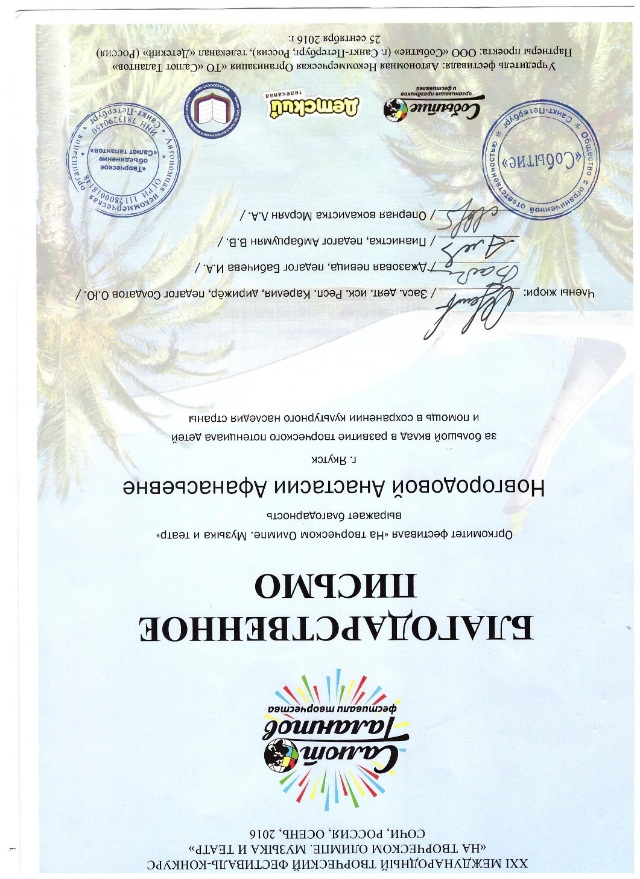 XXI МЕЖДУНАРОДНЫЙ ТВОРЧЕСКИЙ ФЕСТИВАЛЬ-КОНКУРС
«НА ТВОРЧЕСКОМ ОЛИМПЕ. МУЗЫКА И ТЕАТР»
СОЧИ, РОССИЯ, ОСЕНЬ, 2016
Салют
Талантов
фестивали творчества
БЛАГОДАРСТВЕННОЕ
ПИСЬМО
Оргкомитет фестиваля «На творческом Олимпе. Музыка и театр»
выражает благодарность
Новгородовой Анастасии Афанасьевне
г. Якутск
за большой вклад в развитие творческого потенциала детей
и помощь в сохранении культурного наследия страны
Члены жюри: / Засл. деят. иск. Респ. Карелия, дирижёр, педагог Солдатов О.Ю. /
/ Джазовая певица, педагог Бабичева И.А. /
/ Пианистка, педагог Амбарцумян В.В. /
/ Оперная вокалистка Моряк Л.А. /
Общество с ограниченной ответственностью * Санкт-Петербург *
«Событие»
Событие
организация праздников
и фестивалей
Детский
телеканал
Автономная некоммерческая организация * Санкт-Петербург *
«Творческое
объединение
«Салют талантов»
Учредитель фестиваля: Автономная Некоммерческая Организация «ТО «Салют Талантов»
Партнеры проекта: ООО «Событие» (г. Санкт-Петербург, Россия), телеканал «Детский» (Россия)
25 сентября 2016 г.